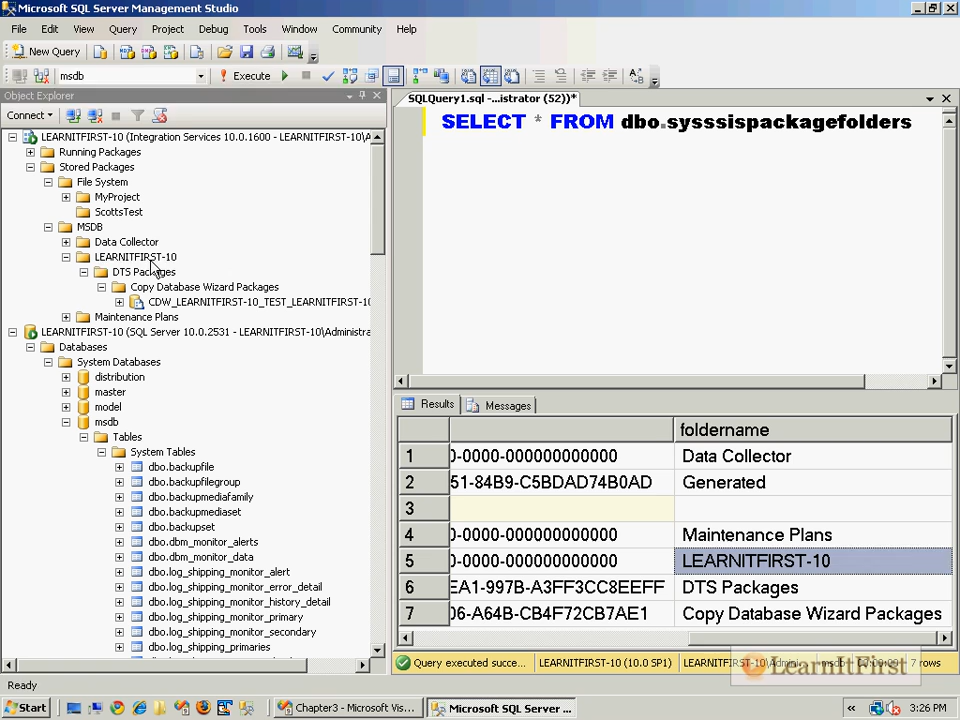 Microsoft SQL Server Management Studio
File Edit View Query Project Debug Tools Window Community Help
New Query
msdb Execute
Object Explorer
SQLQuery1.sql -...istrator (52))*
Connect
SELECT * FROM dbo.sysssispackagefolders
LEARNITFIRST-10 (Integration Services 10.0.1600 - LEARNITFIRST-10\A
Running Packages
Stored Packages
File System
MyProject
ScottsTest
MSDB
Data Collector
LEARNITFIRST-10
DTS Packages
Copy Database Wizard Packages
CDW_LEARNITFIRST-10_TEST_LEARNITFIRST-10
Maintenance Plans
LEARNITFIRST-10 (SQL Server 10.0.2531 - LEARNITFIRST-10\Administra
Databases
System Databases
distribution
master
model
msdb
Tables
System Tables
dbo.backupfile
dbo.backupfilegroup
dbo.backupmediafamily
dbo.backupmediaset
dbo.backupset
dbo.dbm_monitor_alerts
dbo.dbm_monitor_data
dbo.log_shipping_monitor_alert
dbo.log_shipping_monitor_error_detail
dbo.log_shipping_monitor_history_detail
dbo.log_shipping_monitor_primary
dbo.log_shipping_monitor_secondary
dbo.log_shipping_primaries
Results Messages
foldername
1 0-0000-000000000000 Data Collector
2 51-84B9-C5BDAD74B0AD Generated
3
4 0-0000-000000000000 Maintenance Plans
5 0-0000-000000000000 LEARNITFIRST-10
6 EA1-997B-A3FF3CC8EEFF DTS Packages
7 06-A64B-CB4F72CB7AE1 Copy Database Wizard Packages
Query executed succe... LEARNITFIRST-10 (10.0 SP1) LEARNITFIRST-10\Admini... msdb 00:00:00 7 rows
LearnItFirst
Ready
Start Chapter3 - Microsoft Vis... Microsoft SQL Server ... 3:26 PM